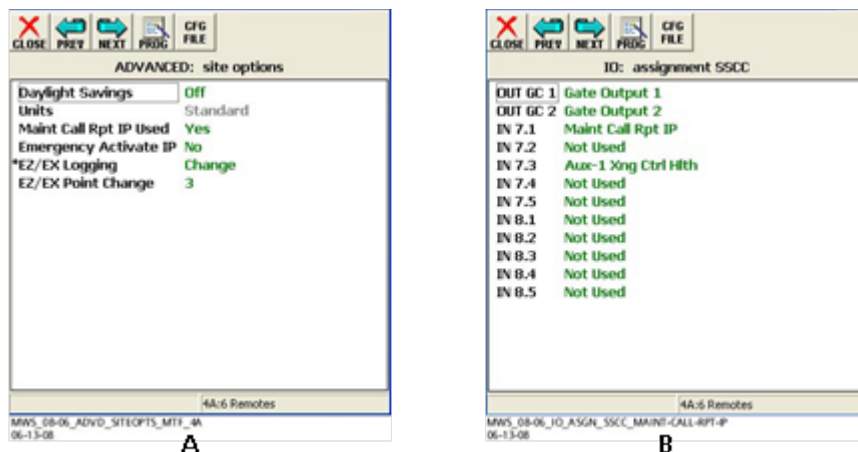 CLOSE PREV NEXT PROG CFG FILE
ADVANCED: site options
Daylight Savings Off
Units Standard
Maint Call Rpt IP Used Yes
Emergency Activate IP No
*EZ/EX Logging Change
EZ/EX Point Change 3
4A:6 Remotes
MWS_08-06_ADVD_SITEOPTS_MTF_4A
06-13-08
A
CLOSE PREV NEXT PROG CFG FILE
IO: assignment SSCC
OUT GC 1 Gate Output 1
OUT GC 2 Gate Output 2
IN 7.1 Maint Call Rpt IP
IN 7.2 Not Used
IN 7.3 Aux-1 Xng Ctrl Hlth
IN 7.4 Not Used
IN 7.5 Not Used
IN 8.1 Not Used
IN 8.2 Not Used
IN 8.3 Not Used
IN 8.4 Not Used
IN 8.5 Not Used
4A:6 Remotes
MWS_08-06_IO_ASGN_SSCC_MAINT-CALL-RPT-IP
06-13-08
B